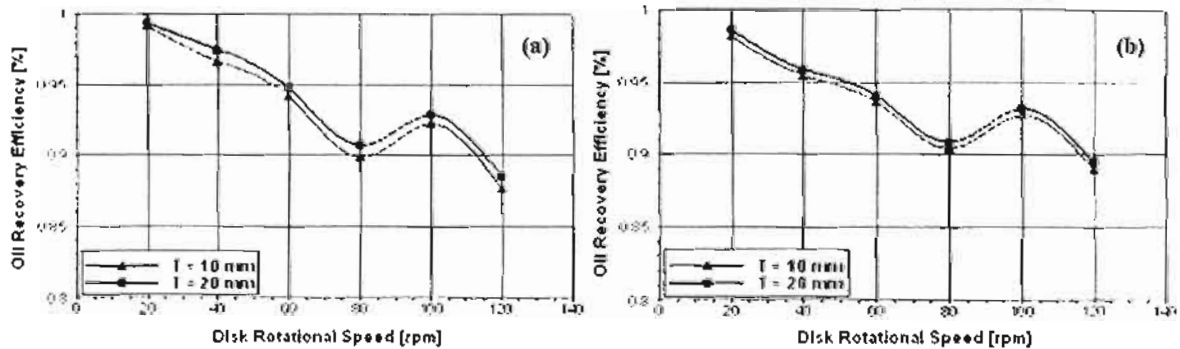 1
0.95
0.9
0.85
0.8
Oil Recovery Efficiency [%]
(a)
T = 10 mm
T = 20 mm
0
20
40
60
80
100
120
140
Disk Rotational Speed [rpm]
1
0.95
0.9
0.85
0.8
Oil Recovery Efficiency [%]
(b)
T = 10 mm
T = 20 mm
0
20
40
60
80
100
120
140
Disk Rotational Speed [rpm]